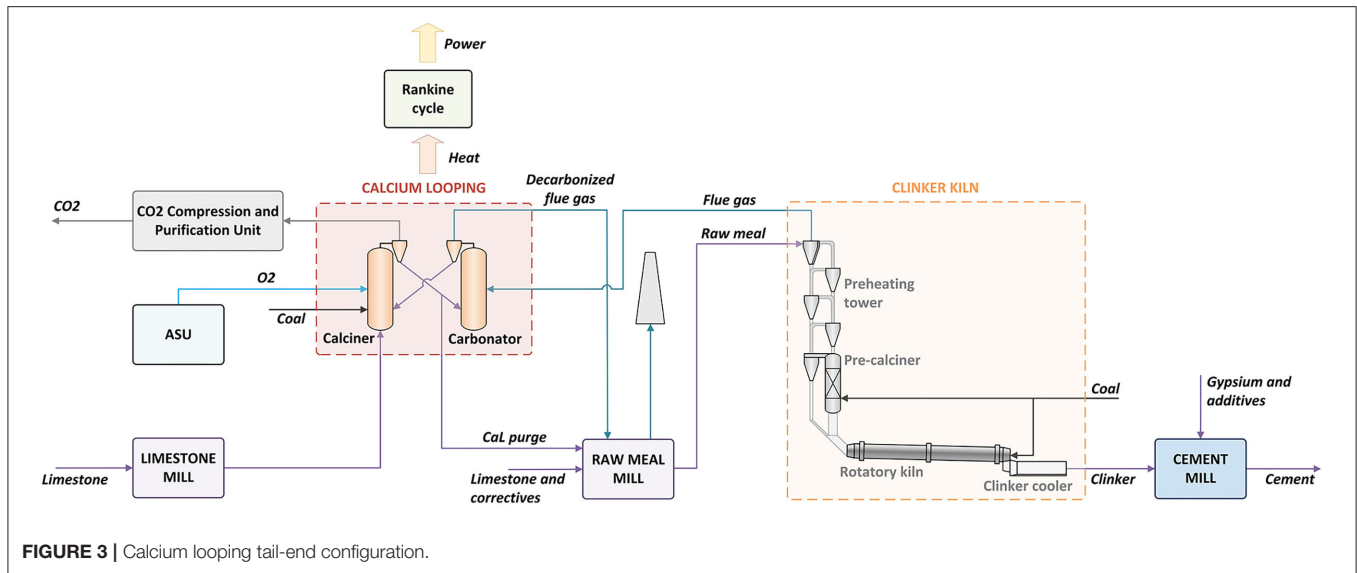 Power
Rankine
cycle
Heat
CALCIUM LOOPING
Decarbonized
flue gas
CLINKER KILN
CO2
CO2 Compression and
Purification Unit
Flue gas
Raw meal
O2
Coal
ASU
Calciner
Carbonator
Preheating
tower
Pre-calciner
Coal
Gypsium and
additives
CaL purge
Limestone
LIMESTONE
MILL
Limestone and
correctives
RAW MEAL
MILL
Rotatory kiln
Clinker cooler
Clinker
CEMENT
MILL
Cement
FIGURE 3 | Calcium looping tail-end configuration.